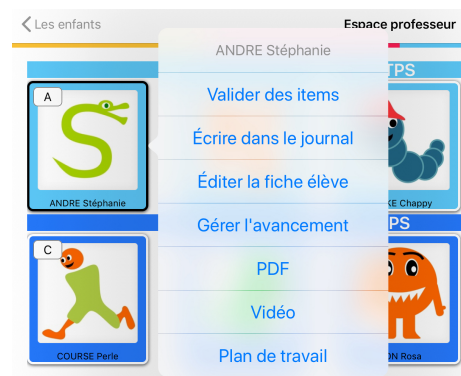 Les enfants
Espace professeur
ANDRE Stéphanie
TPS
A
Valider des items
Écrire dans le journal
Éditer la fiche élève
ANDRE Stéphanie
KE Chappy
Gérer l'avancement
PS
C
PDF
Vidéo
Plan de travail
COURSE Perle
ON Rosa